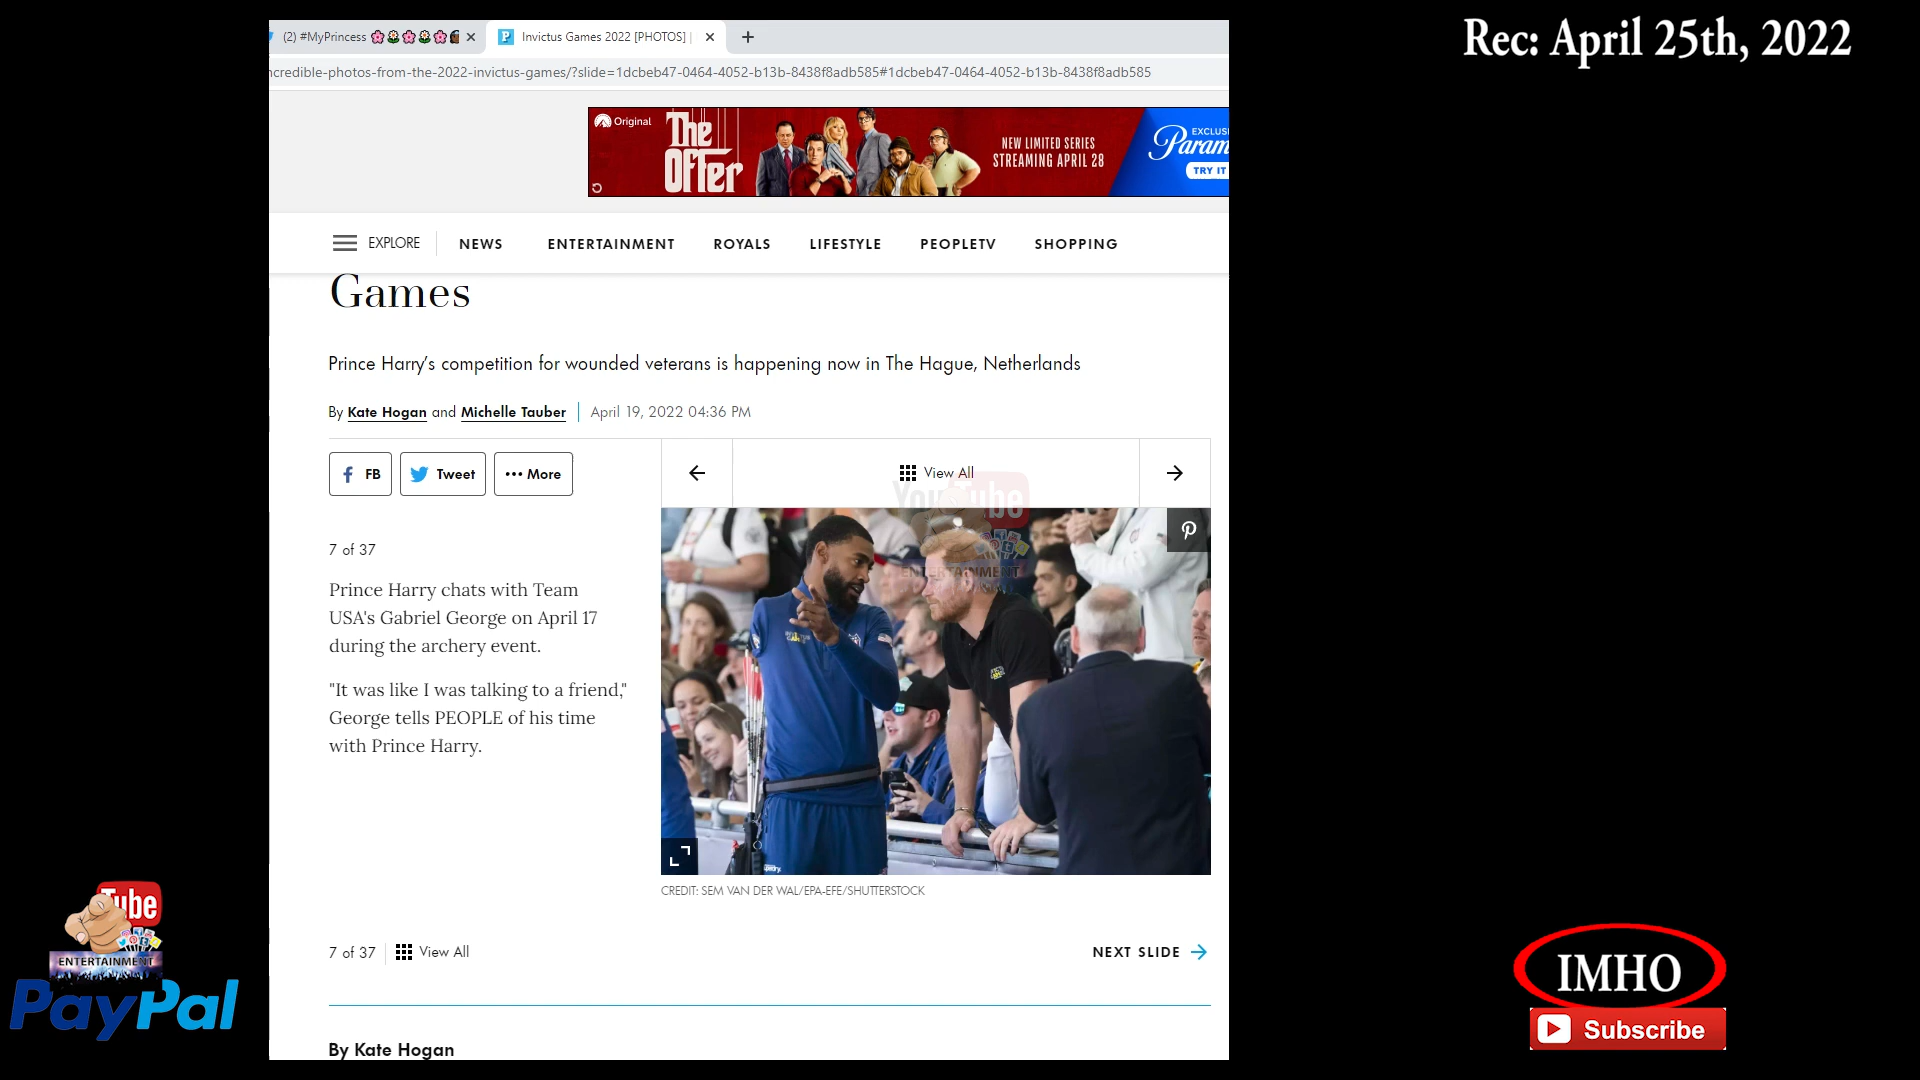 Rec: April 25th, 2022
(2) #MyPrincess 🌸🌼🌸🌼🌸
Invictus Games 2022 [PHOTOS] |
ncredible-photos-from-the-2022-invictus-games/?slide=1dcbeb47-0464-4052-b13b-8438f8adb585#1dcbeb47-0464-4052-b13b-8438f8adb585
Original
The Offer
NEW LIMITED SERIES
STREAMING APRIL 28
EXCLUSI
Param
TRY IT
EXPLORE
NEWS
ENTERTAINMENT
ROYALS
LIFESTYLE
PEOPLETV
SHOPPING
Games
Prince Harry’s competition for wounded veterans is happening now in The Hague, Netherlands
By Kate Hogan and Michelle Tauber | April 19, 2022 04:36 PM
FB
Tweet
••• More
View All
YouTube
ENTERTAINMENT
7 of 37
Prince Harry chats with Team
USA's Gabriel George on April 17
during the archery event.
"It was like I was talking to a friend,"
George tells PEOPLE of his time
with Prince Harry.
CREDIT: SEM VAN DER WAL/EPA-EFE/SHUTTERSTOCK
7 of 37
View All
NEXT SLIDE
By Kate Hogan
Tube
ENTERTAINMENT
PayPal
IMHO
Subscribe